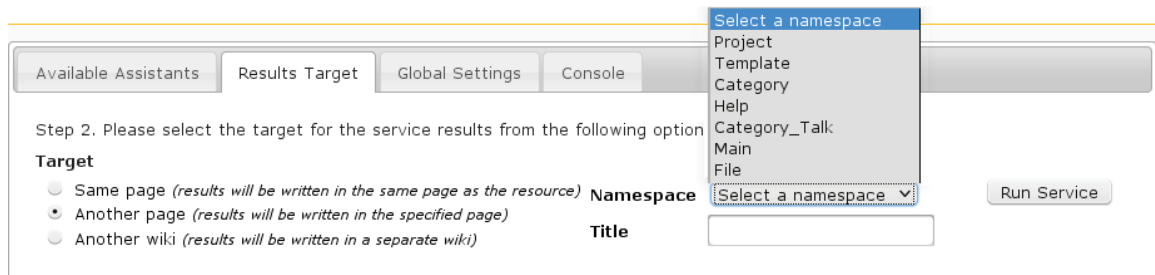 Select a namespace
Project
Template
Category
Help
Category_Talk
Main
File
Available Assistants
Results Target
Global Settings
Console
Step 2. Please select the target for the service results from the following option
Target
Same page (results will be written in the same page as the resource)
Another page (results will be written in the specified page)
Another wiki (results will be written in a separate wiki)
Namespace
Select a namespace
Run Service
Title